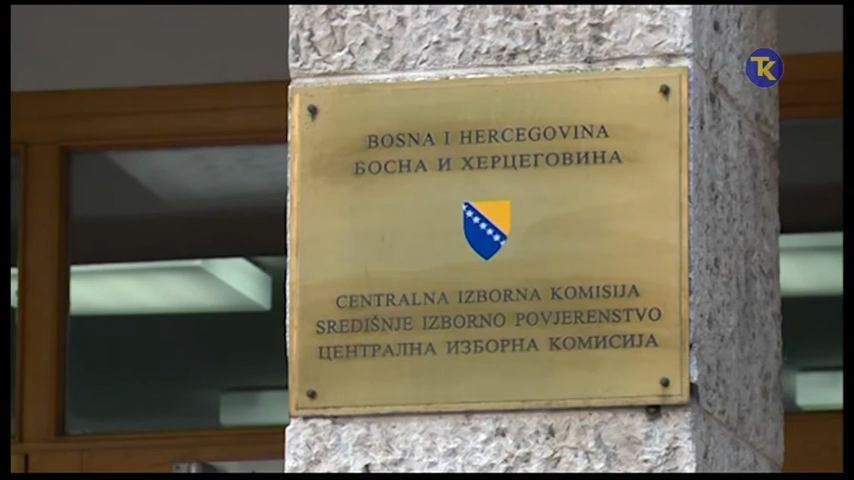 TK
BOSNA I HERCEGOVINA
БОСНА И ХЕРЦЕГОВИНА
CENTRALNA IZBORNA KOMISIJA
SREDIŠNJE IZBORNO POVJERENSTVO
ЦЕНТРАЛНА ИЗБОРНА КОМИСИЈА